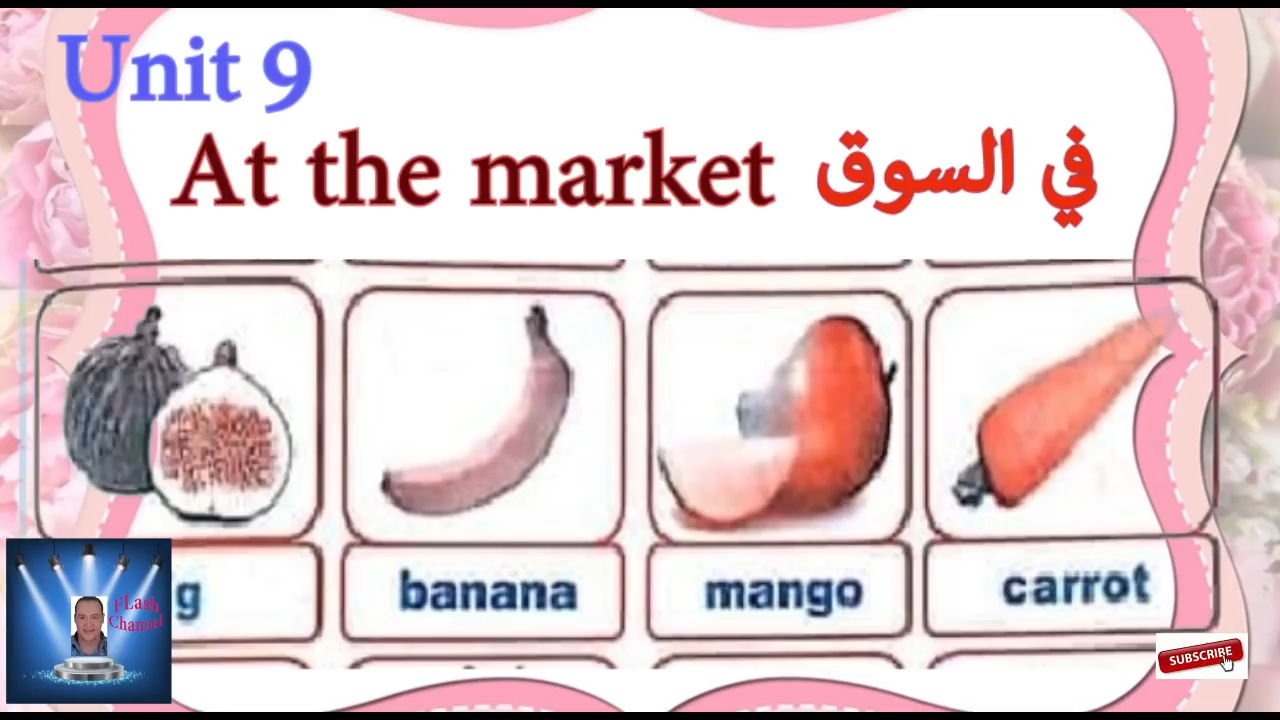 Unit 9
At the market في السوق
g banana mango carrot
FLash
Channel
SUBSCRIBE